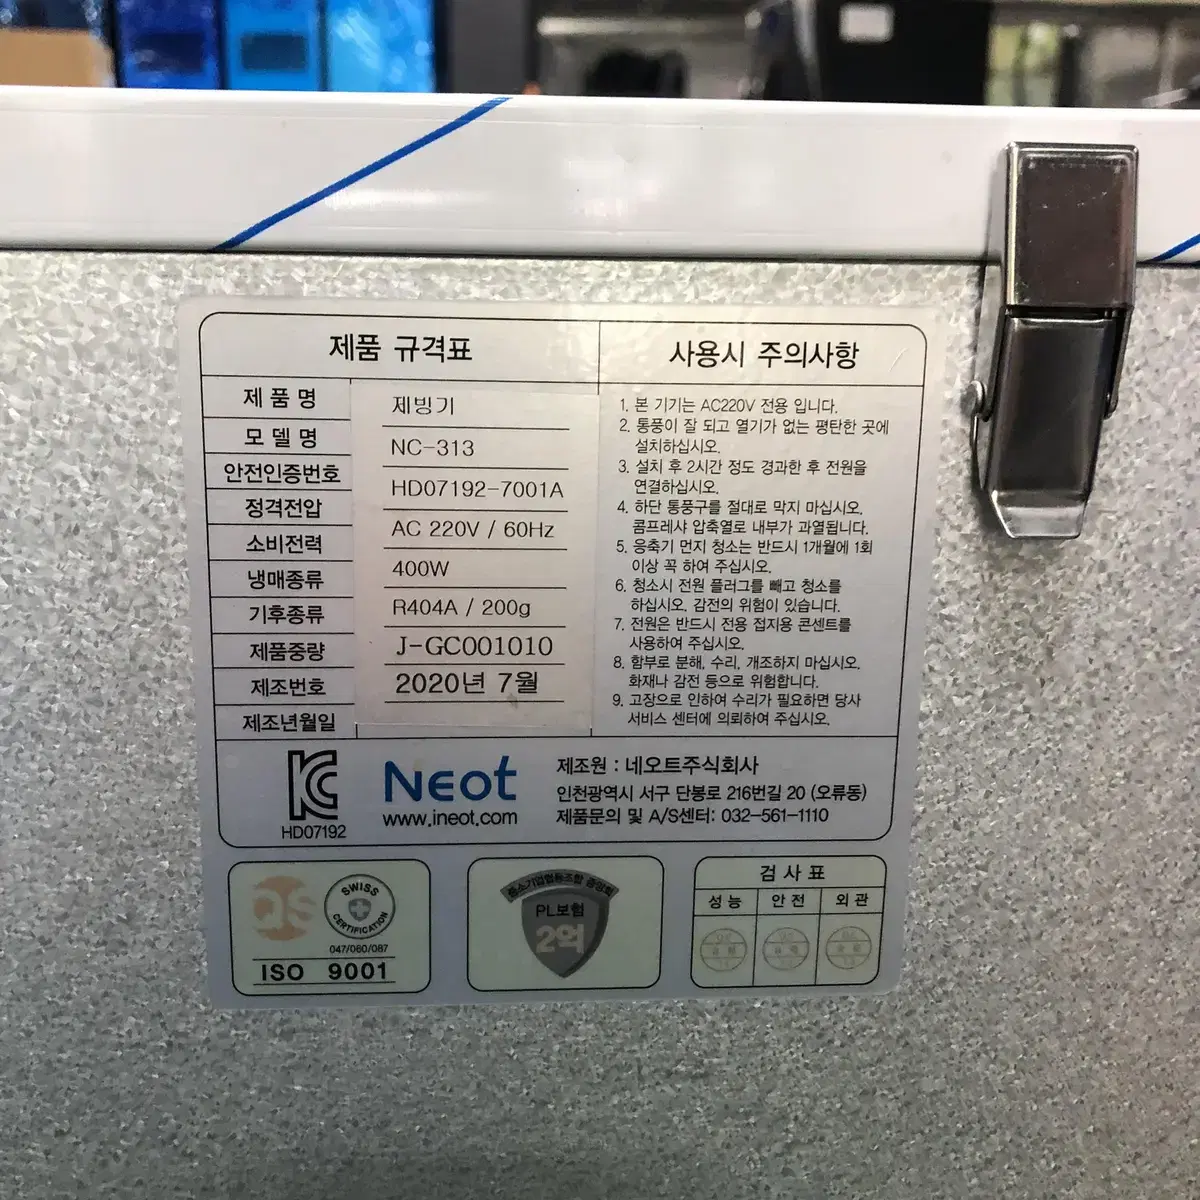 제품 규격표
제 품 명
모 델 명
안전인증번호
정격전압
소비전력
냉매종류
기후종류
제품중량
제조번호
제조년월일
제빙기
NC-313
HD07192-7001A
AC 220V / 60Hz
400W
R404A / 200g
J-GC001010
2020년 7월
사용시 주의사항
1. 본 기기는 AC220V 전용 입니다.
2. 통풍이 잘 되고 열기가 없는 평탄한 곳에
설치하십시오.
3. 설치 후 2시간 정도 경과한 후 전원을
연결하십시오.
4. 하단 통풍구를 절대로 막지 마십시오.
콤프레샤 압축열로 내부가 과열됩니다.
5. 응축기 먼지 청소는 반드시 1개월에 1회
이상 꼭 하여 주십시오.
6. 청소시 전원 플러그를 빼고 청소를
하십시오. 감전의 위험이 있습니다.
7. 전원은 반드시 전용 접지용 콘센트를
사용하여 주십시오.
8. 함부로 분해, 수리, 개조하지 마십시오.
화재나 감전 등으로 위험합니다.
9. 고장으로 인하여 수리가 필요하면 당사
서비스 센터에 의뢰하여 주십시오.
HD07192
Neot
www.ineot.com
제조원 : 네오트주식회사
인천광역시 서구 단봉로 216번길 20 (오류동)
제품문의 및 A/S센터: 032-561-1110
QS
SWISS
CERTIFICATION
047/060/087
ISO 9001
중소기업협동조합 중앙회
PL보험
2억
검 사 표
성 능 안 전 외 관